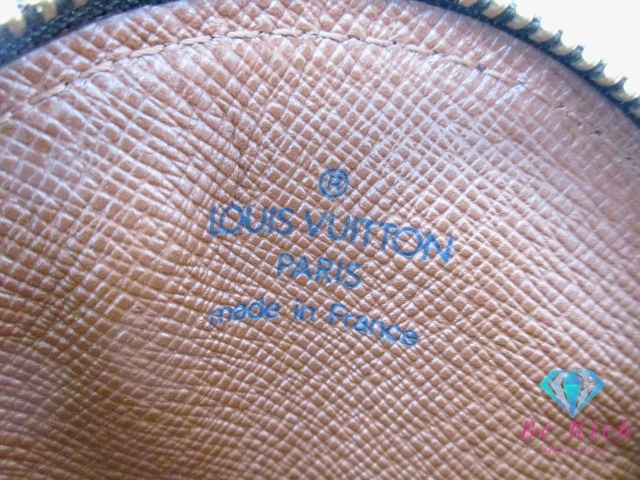 ®
LOUIS VUITTON
PARIS
made in France
Be Rich